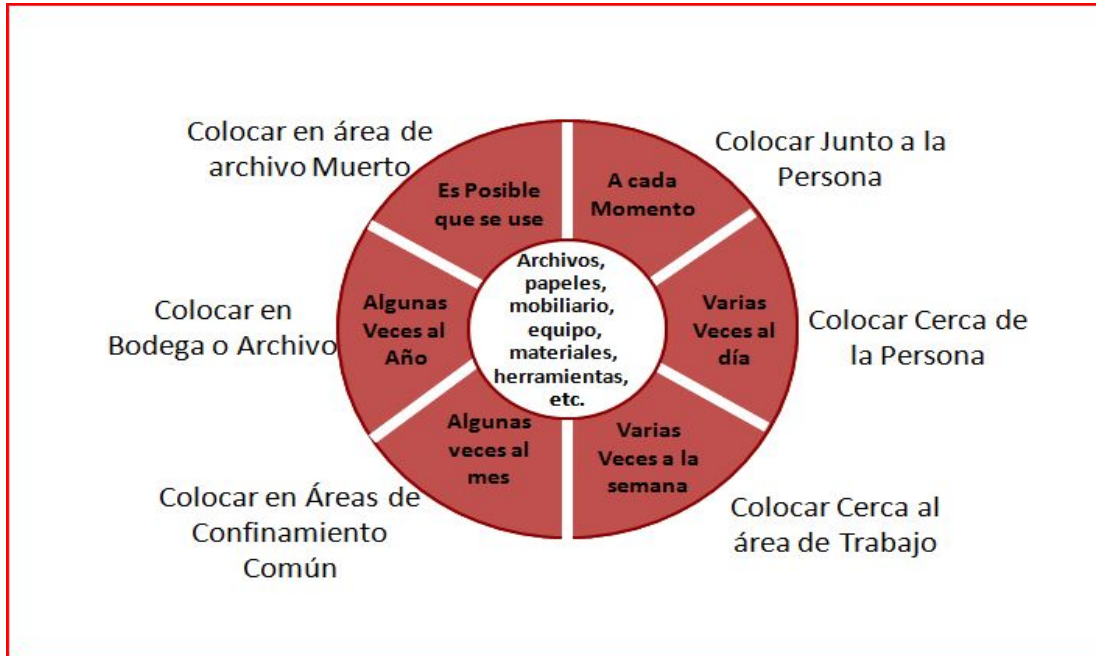 Colocar en área de
archivo Muerto
Es Posible
que se use
A cada
Momento
Colocar Junto a la
Persona
Colocar en
Bodega o Archivo
Algunas
Veces al
Año
Archivos,
papeles,
mobiliario,
equipo,
materiales,
herramientas,
etc.
Varias
Veces al
día
Colocar Cerca de
la Persona
Colocar en Áreas de
Confinamiento
Común
Algunas
veces al
mes
Varias
Veces a la
semana
Colocar Cerca al
área de Trabajo